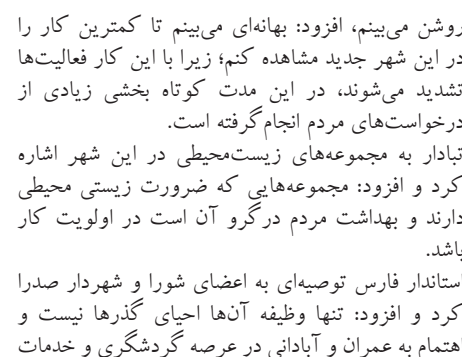 روشن می‌بینم، افزود: بهانه‌ای می‌بینم تا کمترین کار را
در این شهر جدید مشاهده کنم؛ زیرا با این کار فعالیت‌ها
تشدید می‌شوند، در این مدت کوتاه بخشی زیادی از
درخواست‌های مردم انجام گرفته است.
تبادار به مجموعه‌های زیست‌محیطی در این شهر اشاره
کرد و افزود: مجموعه‌هایی که ضرورت زیستی محیطی
دارند و بهداشت مردم درگرو آن است در اولویت کار
باشد.
استاندار فارس توصیه‌ای به اعضای شورا و شهردار صدرا
کرد و افزود: تنها وظیفه آن‌ها احیای گذرها نیست و
اهتمام به عمران و آبادانی در عرصه گردشگری و خدمات